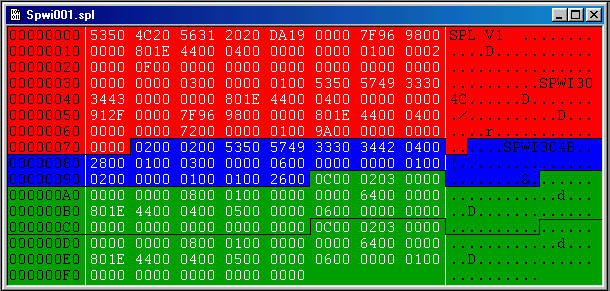 Spwi001.spl
00000000 5350 4C20 5631 2020 DA19 0000 7F96 9800 SPL V1  ........
00000010 0000 801E 4400 0400 0000 0000 0100 0002 ....D...........
00000020 0000 0F00 0000 0000 0000 0000 0000 0000 ................
00000030 0000 0000 0300 0000 0100 5350 5749 3330 ..........SPWI30
00000040 3443 0000 0000 801E 4400 0400 0000 0000 4C......D.......
00000050 912F 0000 7F96 9800 0000 801E 4400 0400 ./..........D...
00000060 0000 0000 7200 0000 0100 9A00 0000 0000 ....r...........
00000070 0000 0200 0200 5350 5749 3330 3442 0400 ......SPWI304B..
00000080 2800 0100 0300 0000 0600 0000 0000 0100 (...............
00000090 0200 0000 0100 0100 2600 0C00 0203 0000 ........&.......
000000A0 0000 0000 0800 0100 0000 0000 6400 0000 ............d...
000000B0 801E 4400 0400 0500 0000 0600 0000 0000 ..D.............
000000C0 0000 0000 0000 0000 0000 0C00 0203 0000 ................
000000D0 0000 0000 0800 0100 0000 0000 6400 0000 ............d...
000000E0 801E 4400 0400 0500 0000 0600 0000 0100 ..D.............
000000F0 0000 0000 0000 0000 0000 ..........